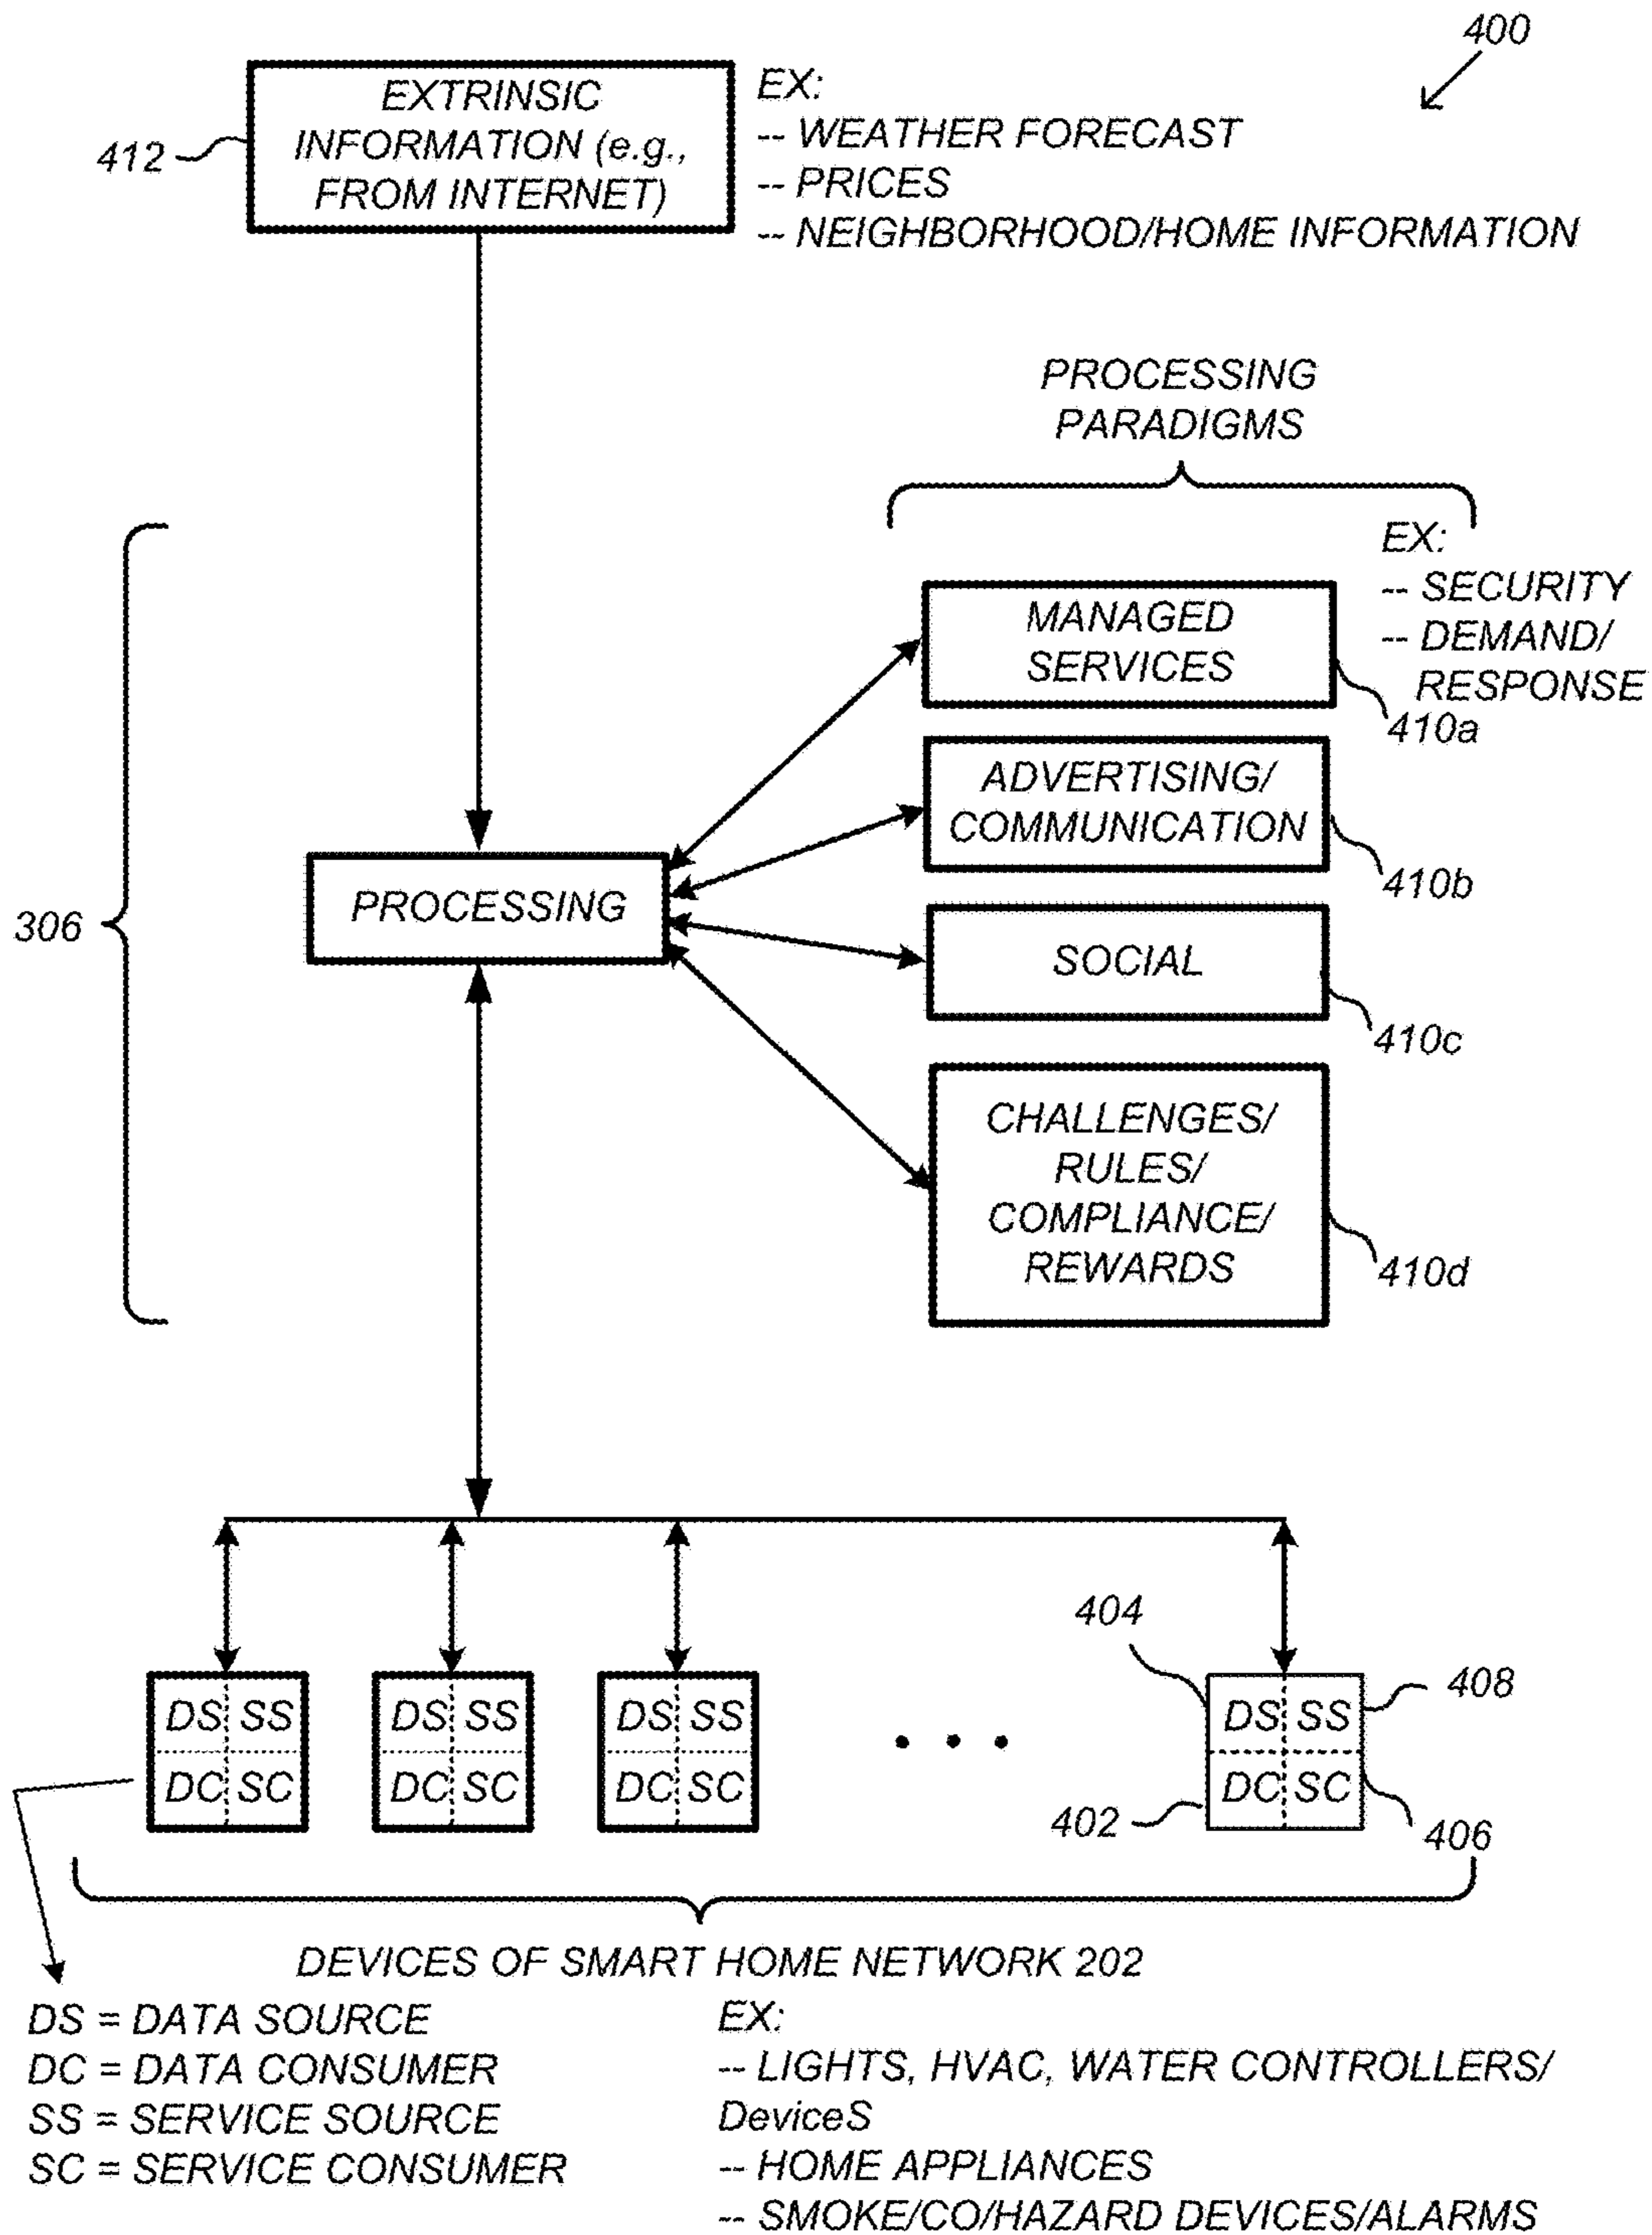 400
EXTRINSIC
INFORMATION (e.g.,
FROM INTERNET)
412
EX:
-- WEATHER FORECAST
-- PRICES
-- NEIGHBORHOOD/HOME INFORMATION
PROCESSING
PARADIGMS
EX:
-- SECURITY
-- DEMAND/
RESPONSE
MANAGED
SERVICES
410a
ADVERTISING/
COMMUNICATION
410b
306
PROCESSING
SOCIAL
410c
CHALLENGES/
RULES/
COMPLIANCE/
REWARDS
410d
404
408
DS SS
DC SC
DS SS
DC SC
DS SS
DC SC
• • •
DS SS
DC SC
402
406
DEVICES OF SMART HOME NETWORK 202
DS = DATA SOURCE
DC = DATA CONSUMER
SS = SERVICE SOURCE
SC = SERVICE CONSUMER
EX:
-- LIGHTS, HVAC, WATER CONTROLLERS/
DeviceS
-- HOME APPLIANCES
-- SMOKE/CO/HAZARD DEVICES/ALARMS